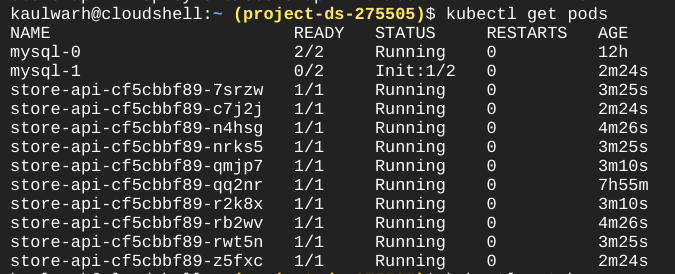 kaulwarh@cloudshell:~ (project-ds-275505)$ kubectl get pods
NAME READY STATUS RESTARTS AGE
mysql-0 2/2 Running 0 12h
mysql-1 0/2 Init:1/2 0 2m24s
store-api-cf5cbbf89-7srzw 1/1 Running 0 3m25s
store-api-cf5cbbf89-c7j2j 1/1 Running 0 2m24s
store-api-cf5cbbf89-n4hsg 1/1 Running 0 4m26s
store-api-cf5cbbf89-nrks5 1/1 Running 0 3m25s
store-api-cf5cbbf89-qmjp7 1/1 Running 0 3m10s
store-api-cf5cbbf89-qq2nr 1/1 Running 0 7h55m
store-api-cf5cbbf89-r2k8x 1/1 Running 0 3m10s
store-api-cf5cbbf89-rb2wv 1/1 Running 0 4m26s
store-api-cf5cbbf89-rwt5n 1/1 Running 0 3m25s
store-api-cf5cbbf89-z5fxc 1/1 Running 0 2m24s